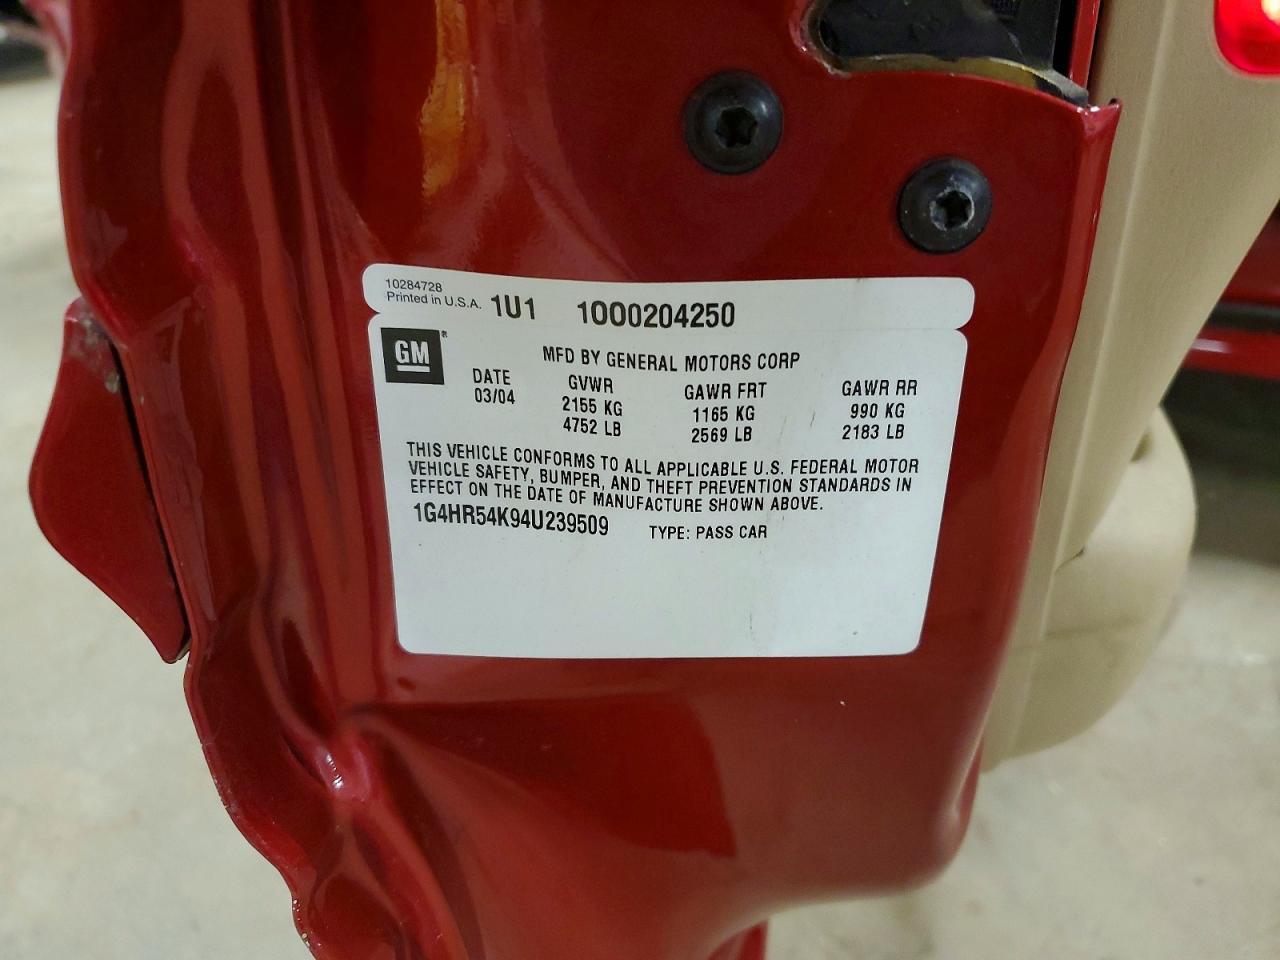 10284728
Printed in U.S.A. 1U1 1000204250
GM
MFD BY GENERAL MOTORS CORP
DATE GVWR GAWR FRT GAWR RR
03/04 2155 KG 1165 KG 990 KG
4752 LB 2569 LB 2183 LB
THIS VEHICLE CONFORMS TO ALL APPLICABLE U.S. FEDERAL MOTOR
VEHICLE SAFETY, BUMPER, AND THEFT PREVENTION STANDARDS IN
EFFECT ON THE DATE OF MANUFACTURE SHOWN ABOVE.
1G4HR54K94U239509 TYPE: PASS CAR